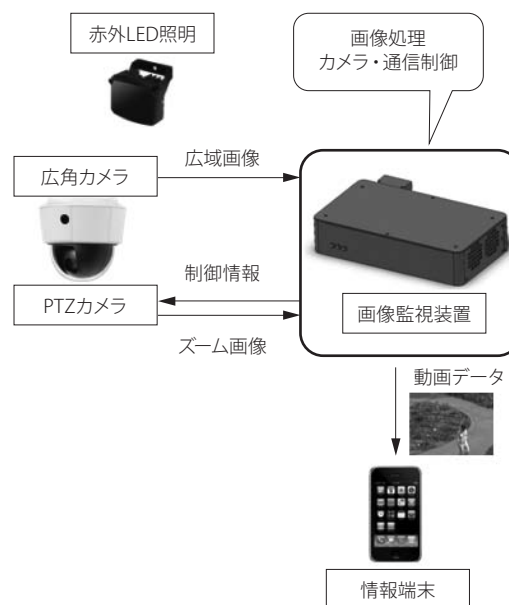 赤外LED照明
画像処理
カメラ・通信制御
広角カメラ
広域画像
制御情報
PTZカメラ
ズーム画像
画像監視装置
動画データ
情報端末